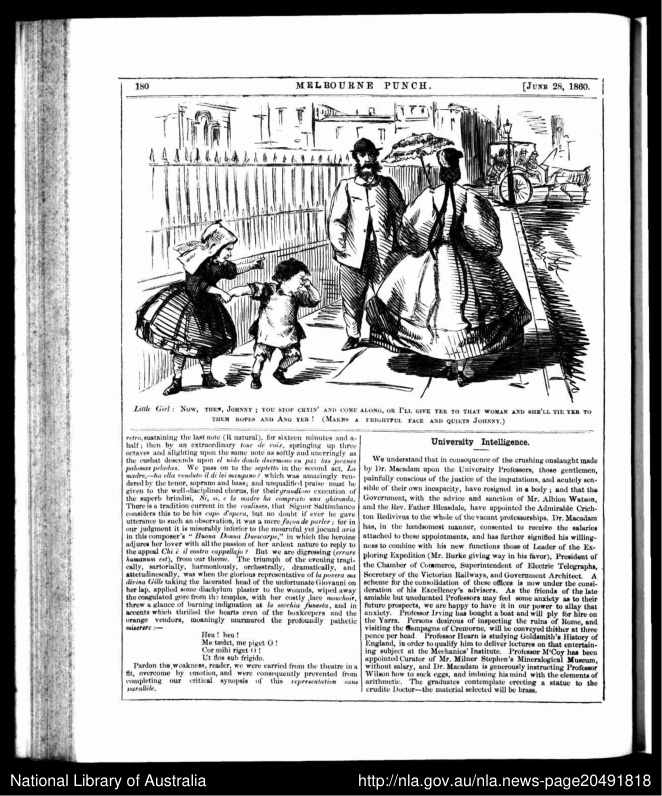 180
MELBOURNE PUNCH.
[JUNE 28, 1860.
Little Girl: NOW, THEN, JOHNNY; YOU STOP CRYIN' AND COME ALONG, OR I'LL GIVE YER TO THAT WOMAN AND SHE'LL TIE YER TO
THEM ROPES AND ANG YER! (MAKES A FRIGHTFUL FACE AND QUIETS JOHNNY.)
retro, sustaining the last note (R natural), for sixteen minutes and a-
half; then by an extraordinary tour de voir, springing up three
octaves and alighting upon the same note as softly and unerringly as
the cushat descends upon el nido donde duermono en paz las jocenes
palomas peladas. We pass on to the septetto in the second act, La
madre,—ha ella venduto il di lei mangano? which was amazingly ren-
dered by the tenor, soprano and bass; and unqualified praise must be
given to the well-disciplined chorus, for their grandioso execution of
the superb brindisi, Si, si, e la madre ha comprato una ghironda.
There is a tradition current in the coulisses, that Signor Saltimbanco
considers this to be his capo d'opera, but no doubt if ever he gave
utterance to such an observation, it was a mere façon de parler; for in
our judgment it is miserably inferior to the mournful yet jocund aria
in this composer's "Buona Donna Duescarpe," in which the heroine
adjures her lover with all the passion of her ardent nature to reply to
the appeal Chi è il vostro cappellajo? But we are digressing (errare
humanum est), from our theme. The triumph of the evening tragi-
cally, sartorially, harmoniously, orchestrally, dramatically, and
attetudinescally, was when the glorious representative of la povera ma
divina Gilla taking the lacerated head of the unfortunate Giovanni on
her lap, applied some diachylum plaster to the wounds, wiped away
the coagulated gore from the temples, with her costly lace mouchoir,
threw a glance of burning indignation at la secchia funesta, and in
accents which thrilled the hearts even of the boxkeepers and the
orange vendors, moaningly murmured the profoundly pathetic
miserere:—
Heu! heu!
Me tædet, me piget O!
Cor mihi riget O!
Ut flos sub frigido.
Pardon the weakness, reader, we were carried from the theatre in a
fit, overcome by emotion, and were consequently prevented from
completing our critical synopsis of this representation sans
parallele.
University Intelligence.
We understand that in consequence of the crushing onslaught made
by Dr. Macadam upon the University Professors, those gentlemen,
painfully conscious of the justice of the imputations, and acutely sen-
sible of their own incapacity, have resigned in a body; and that the
Government, with the advice and sanction of Mr. Albion Watson,
and the Rev. Father Bleasdale, have appointed the Admirable Crich-
ton Redivivus to the whole of the vacant professorships. Dr. Macadam
has, in the handsomest manner, consented to receive the salaries
attached to these appointments, and has further signified his willing-
ness to combine with his new functions those of Leader of the Ex-
ploring Expedition (Mr. Burke giving way in his favor), President of
the Chamber of Commerce, Superintendent of Electric Telegraphs,
Secretary of the Victorian Railways, and Government Architect. A
scheme for the consolidation of these offices is now under the consi-
deration of his Excellency's advisers. As the friends of the late
amiable but uneducated Professors may feel some anxiety as to their
future prospects, we are happy to have it in our power to allay that
anxiety. Professor Irving has bought a boat and will ply for hire on
the Yarra. Persons desirous of inspecting the ruins of Rome, and
visiting the Campagna of Cremorne, will be conveyed thither at three
pence per head Professor Hearn is studying Goldsmith's History of
England, in order to qualify him to deliver lectures on that entertain-
ing subject at the Mechanics' Institute. Professor M'Coy has been
appointed Curator of Mr. Milner Stephen's Mineralogical Museum,
without salary, and Dr. Macadam is generously instructing Professor
Wilson how to suck eggs, and imbuing his mind with the elements of
arithmetic. The graduates contemplate erecting a statue to the
erudite Doctor—the material selected will be brass.
National Library of Australia
http://nla.gov.au/nla.news-page20491818